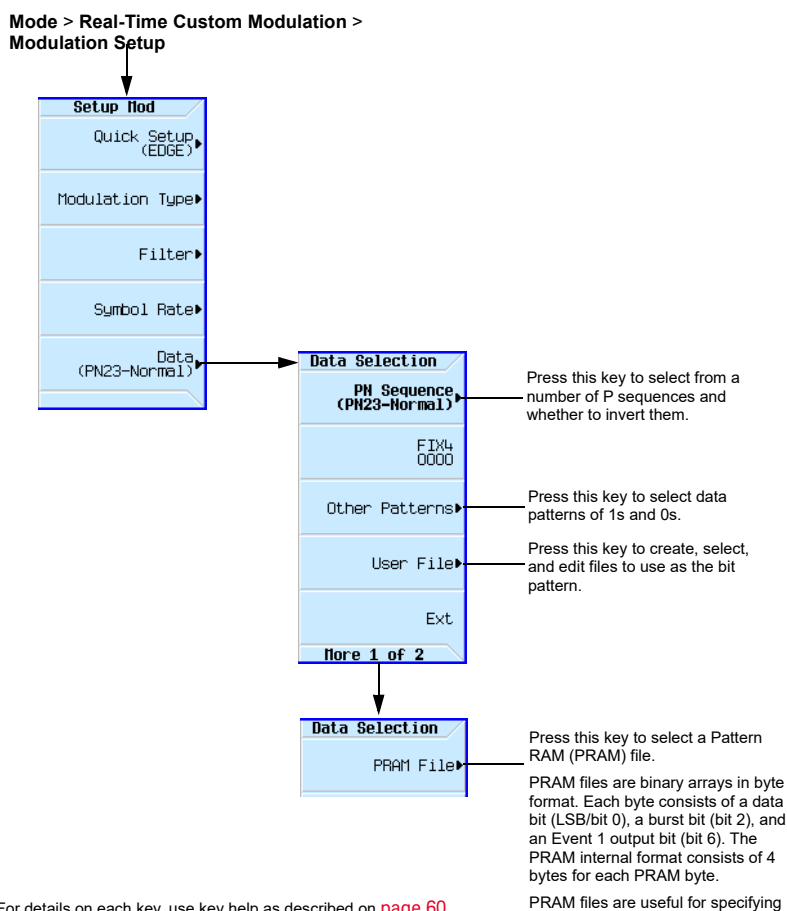 Mode > Real-Time Custom Modulation >
Modulation Setup
Setup Mod
Quick Setup
(EDGE)
Modulation Type
Filter
Symbol Rate
Data
(PN23-Normal)
Data Selection
PN Sequence
(PN23-Normal)
FIX4
0000
Other Patterns
User File
Ext
More 1 of 2
Press this key to select from a
number of P sequences and
whether to invert them.
Press this key to select data
patterns of 1s and 0s.
Press this key to create, select,
and edit files to use as the bit
pattern.
Data Selection
PRAM File
Press this key to select a Pattern
RAM (PRAM) file.
PRAM files are binary arrays in byte
format. Each byte consists of a data
bit (LSB/bit 0), a burst bit (bit 2), and
an Event 1 output bit (bit 6). The
PRAM internal format consists of 4
bytes for each PRAM byte.
PRAM files are useful for specifying
For details on each key, use key help as described on page 60